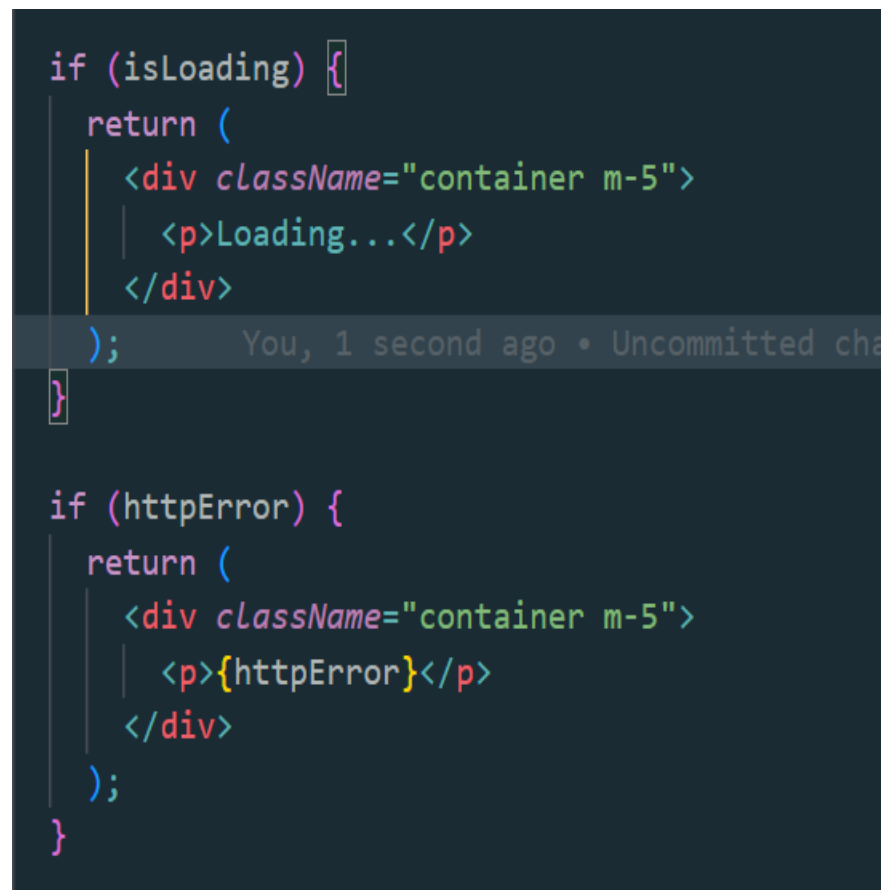 if (isLoading) {
return (
<div className="container m-5">
<p>Loading...</p>
</div>
); You, 1 second ago • Uncommitted
}
if (httpError) {
return (
<div className="container m-5">
<p>{httpError}</p>
</div>
);
}